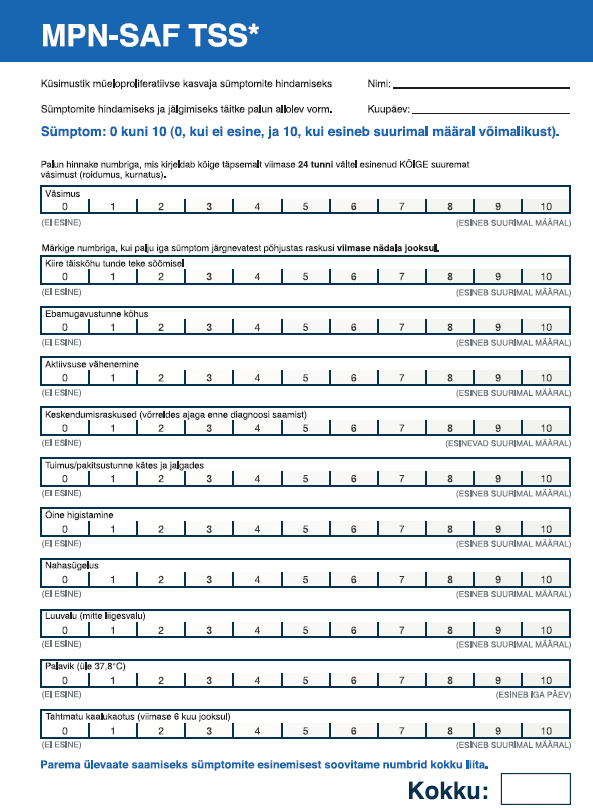 MPN-SAF TSS*
Küsimustik müeloproliferatiivse kasvaja sümptomite hindamiseks Nimi:
Sümptomite hindamiseks ja jälgimiseks täitke palun allolev vorm. Kuupäev:
Sümptom: 0 kuni 10 (0, kui ei esine, ja 10, kui esineb suurimal määral võimalikust).
Palun hinnake numbriga, mis kirjeldab kõige täpsemalt viimase 24 tunni vältel esinenud KÕIGE suuremat
väsimust (roidumus, kurnatus).
Väsimus
0 1 2 3 4 5 6 7 8 9 10
(EI ESINE) (ESINEB SUURIMAL MÄÄRAL)
Märkige numbriga, kui palju iga sümptom järgnevatest põhjustas raskusi viimase nädala jooksul.
Kiire täiskõhu tunde teke söömisel
0 1 2 3 4 5 6 7 8 9 10
(EI ESINE) (ESINEB SUURIMAL MÄÄRAL)
Ebamugavustunne kõhus
0 1 2 3 4 5 6 7 8 9 10
(EI ESINE) (ESINEB SUURIMAL MÄÄRAL)
Aktiivsuse vähenemine
0 1 2 3 4 5 6 7 8 9 10
(EI ESINE) (ESINEB SUURIMAL MÄÄRAL)
Keskendumisraskused (võrreldes ajaga enne diagnoosi saamist)
0 1 2 3 4 5 6 7 8 9 10
(EI ESINE) (ESINEVAD SUURIMAL MÄÄRAL)
Tuimus/pakitsustunne kätes ja jalgades
0 1 2 3 4 5 6 7 8 9 10
(EI ESINE) (ESINEB SUURIMAL MÄÄRAL)
Öine higistamine
0 1 2 3 4 5 6 7 8 9 10
(EI ESINE) (ESINEB SUURIMAL MÄÄRAL)
Nahasügelus
0 1 2 3 4 5 6 7 8 9 10
(EI ESINE) (ESINEB SUURIMAL MÄÄRAL)
Luuvalu (mitte liigesvalu)
0 1 2 3 4 5 6 7 8 9 10
(EI ESINE) (ESINEB SUURIMAL MÄÄRAL)
Palavik (üle 37,8°C)
0 1 2 3 4 5 6 7 8 9 10
(EI ESINE) (ESINEB IGA PÄEV)
Tahtmatu kaalukaotus (viimase 6 kuu jooksul)
0 1 2 3 4 5 6 7 8 9 10
(EI ESINE) (ESINEB SUURIMAL MÄÄRAL)
Parema ülevaate saamiseks sümptomite esinemisest soovitame numbrid kokku liita.
Kokku: